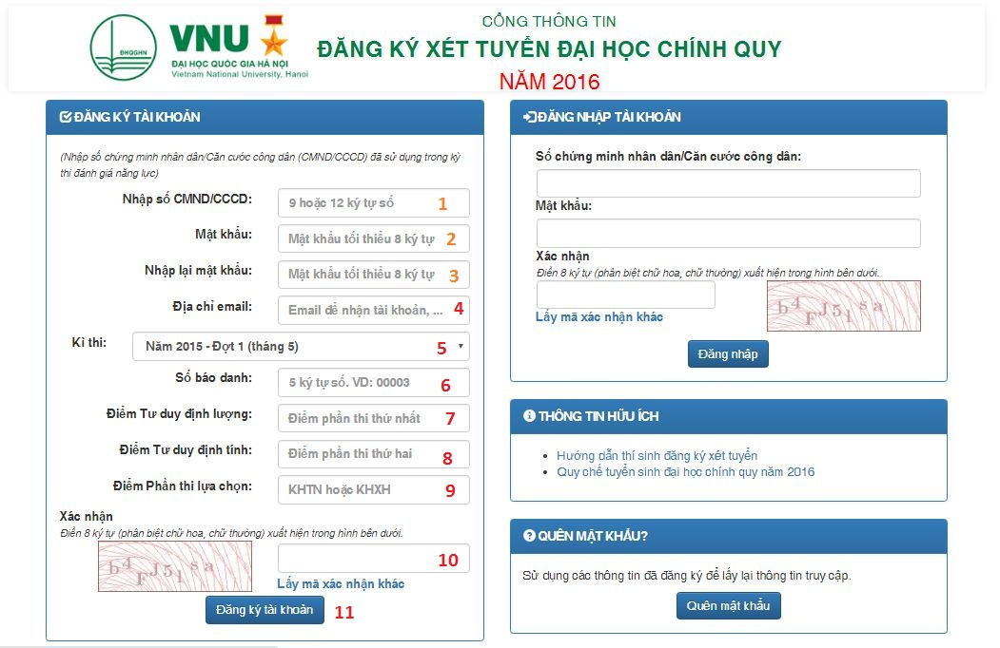 ĐHQGHN
VNU
ĐẠI HỌC QUỐC GIA HÀ NỘI
Vietnam National University, Hanoi
CỔNG THÔNG TIN
ĐĂNG KÝ XÉT TUYỂN ĐẠI HỌC CHÍNH QUY
NĂM 2016
ĐĂNG KÝ TÀI KHOẢN
(Nhập số chứng minh nhân dân/Căn cước công dân (CMND/CCCD) đã sử dụng trong kỳ
thi đánh giá năng lực)
Nhập số CMND/CCCD: 9 hoặc 12 ký tự số 1
Mật khẩu: Mật khẩu tối thiểu 8 ký tự 2
Nhập lại mật khẩu: Mật khẩu tối thiểu 8 ký tự 3
Địa chỉ email: Email để nhận tài khoản, ... 4
Kì thi: Năm 2015 - Đợt 1 (tháng 5) 5
Số báo danh: 5 ký tự số. VD: 00003 6
Điểm Tư duy định lượng: Điểm phần thi thứ nhất 7
Điểm Tư duy định tính: Điểm phần thi thứ hai 8
Điểm Phần thi lựa chọn: KHTN hoặc KHXH 9
Xác nhận
Điền 8 ký tự (phân biệt chữ hoa, chữ thường) xuất hiện trong hình bên dưới.
b4FJ5lsa 10
Lấy mã xác nhận khác
Đăng ký tài khoản 11
ĐĂNG NHẬP TÀI KHOẢN
Số chứng minh nhân dân/Căn cước công dân:
Mật khẩu:
Xác nhận
Điền 8 ký tự (phân biệt chữ hoa, chữ thường) xuất hiện trong hình bên dưới.
b4FJ5lsa
Lấy mã xác nhận khác
Đăng nhập
THÔNG TIN HỮU ÍCH
Hướng dẫn thí sinh đăng ký xét tuyển
Quy chế tuyển sinh đại học chính quy năm 2016
QUÊN MẬT KHẨU?
Sử dụng các thông tin đã đăng ký để lấy lại thông tin truy cập.
Quên mật khẩu